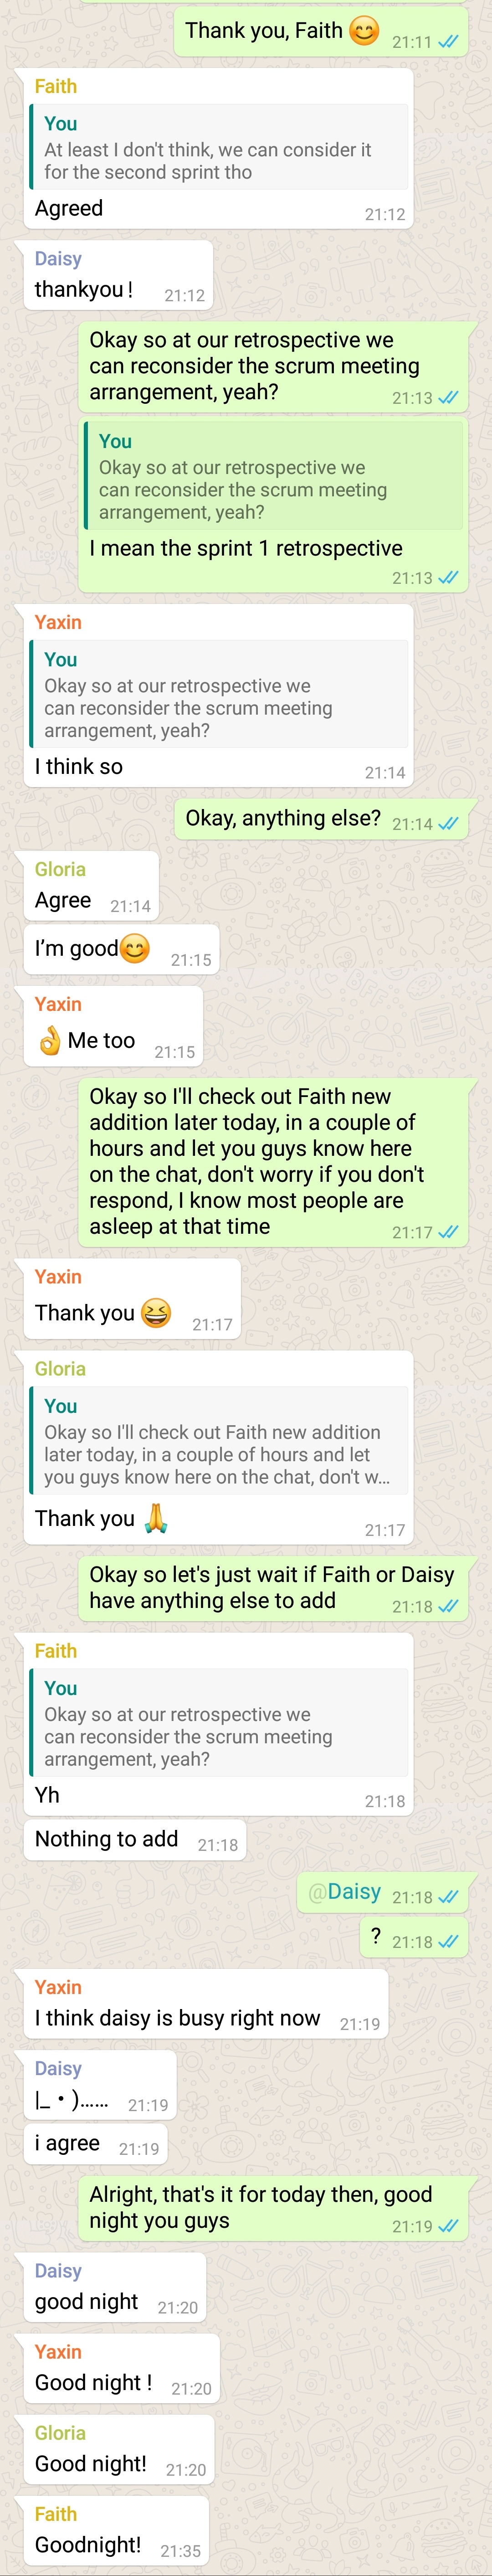 Thank you, Faith 😊 21:11
Faith
You
At least I don't think, we can consider it
for the second sprint tho
Agreed 21:12
Daisy
thankyou ! 21:12
Okay so at our retrospective we
can reconsider the scrum meeting
arrangement, yeah? 21:13
You
Okay so at our retrospective we
can reconsider the scrum meeting
arrangement, yeah?
I mean the sprint 1 retrospective
21:13
Yaxin
You
Okay so at our retrospective we
can reconsider the scrum meeting
arrangement, yeah?
I think so 21:14
Okay, anything else? 21:14
Gloria
Agree 21:14
I'm good😊 21:15
Yaxin
👌 Me too 21:15
Okay so I'll check out Faith new
addition later today, in a couple of
hours and let you guys know here
on the chat, don't worry if you don't
respond, I know most people are
asleep at that time 21:17
Yaxin
Thank you 😆 21:17
Gloria
You
Okay so I'll check out Faith new addition
later today, in a couple of hours and let
you guys know here on the chat, don't w...
Thank you 🙏 21:17
Okay so let's just wait if Faith or Daisy
have anything else to add 21:18
Faith
You
Okay so at our retrospective we
can reconsider the scrum meeting
arrangement, yeah?
Yh 21:18
Nothing to add 21:18
@Daisy 21:18
? 21:18
Yaxin
I think daisy is busy right now 21:19
Daisy
|_・)…… 21:19
i agree 21:19
Alright, that's it for today then, good
night you guys 21:19
Daisy
good night 21:20
Yaxin
Good night ! 21:20
Gloria
Good night! 21:20
Faith
Goodnight! 21:35